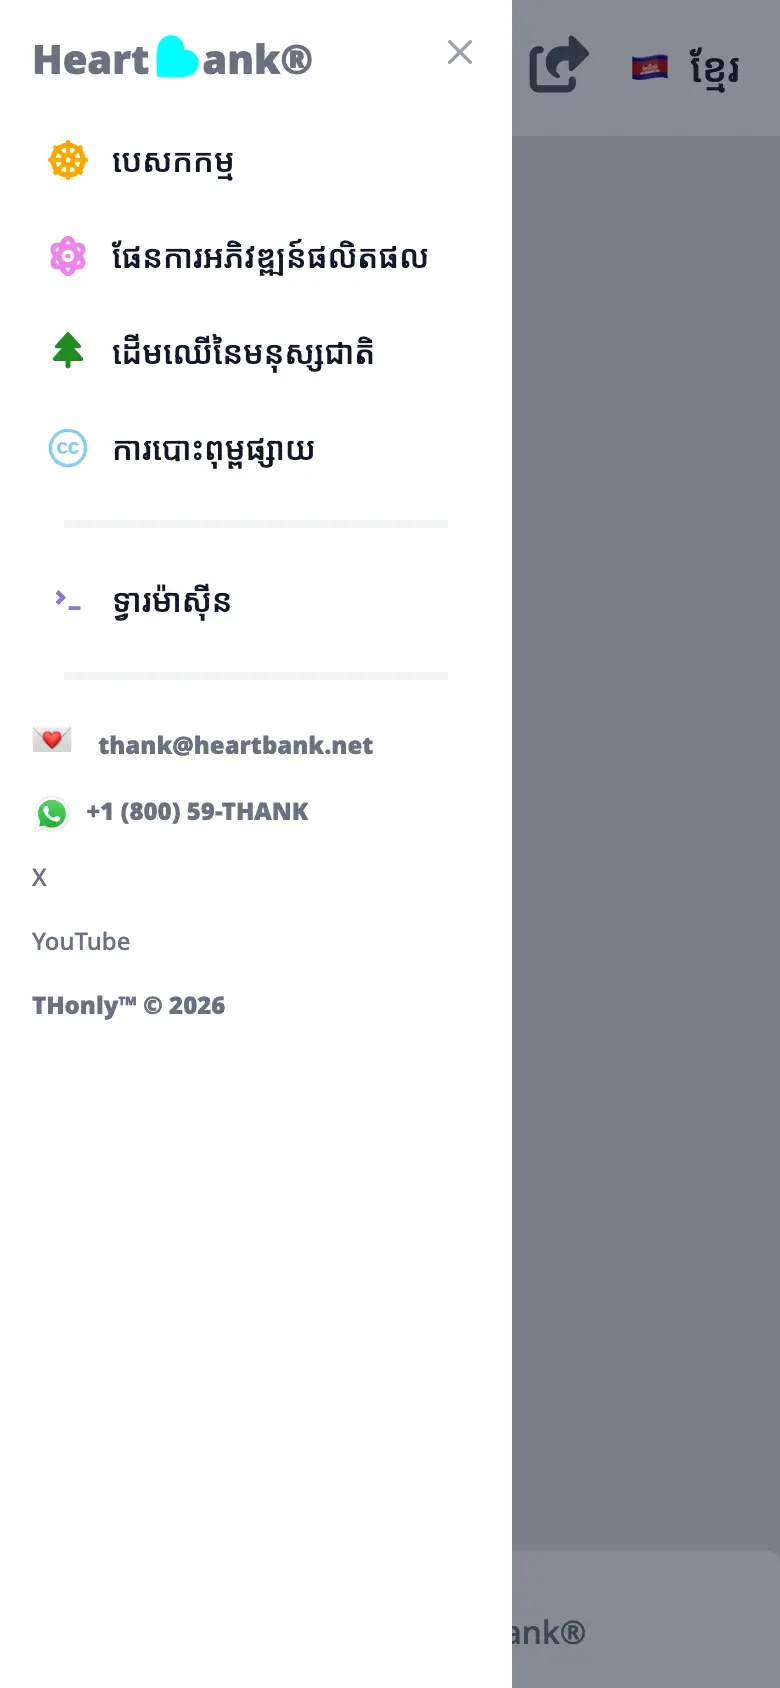 Heart ank®
ខ្មែរ
បេសកកម្ម
ផែនការអភិវឌ្ឍន៍ផលិតផល
ដើមឈើនៃមនុស្សជាតិ
ការបោះពុម្ពផ្សាយ
ទ្វារម៉ាស៊ីន
thank@heartbank.net
+1 (800) 59-THANK
X
YouTube
THonly™ © 2026
ank®